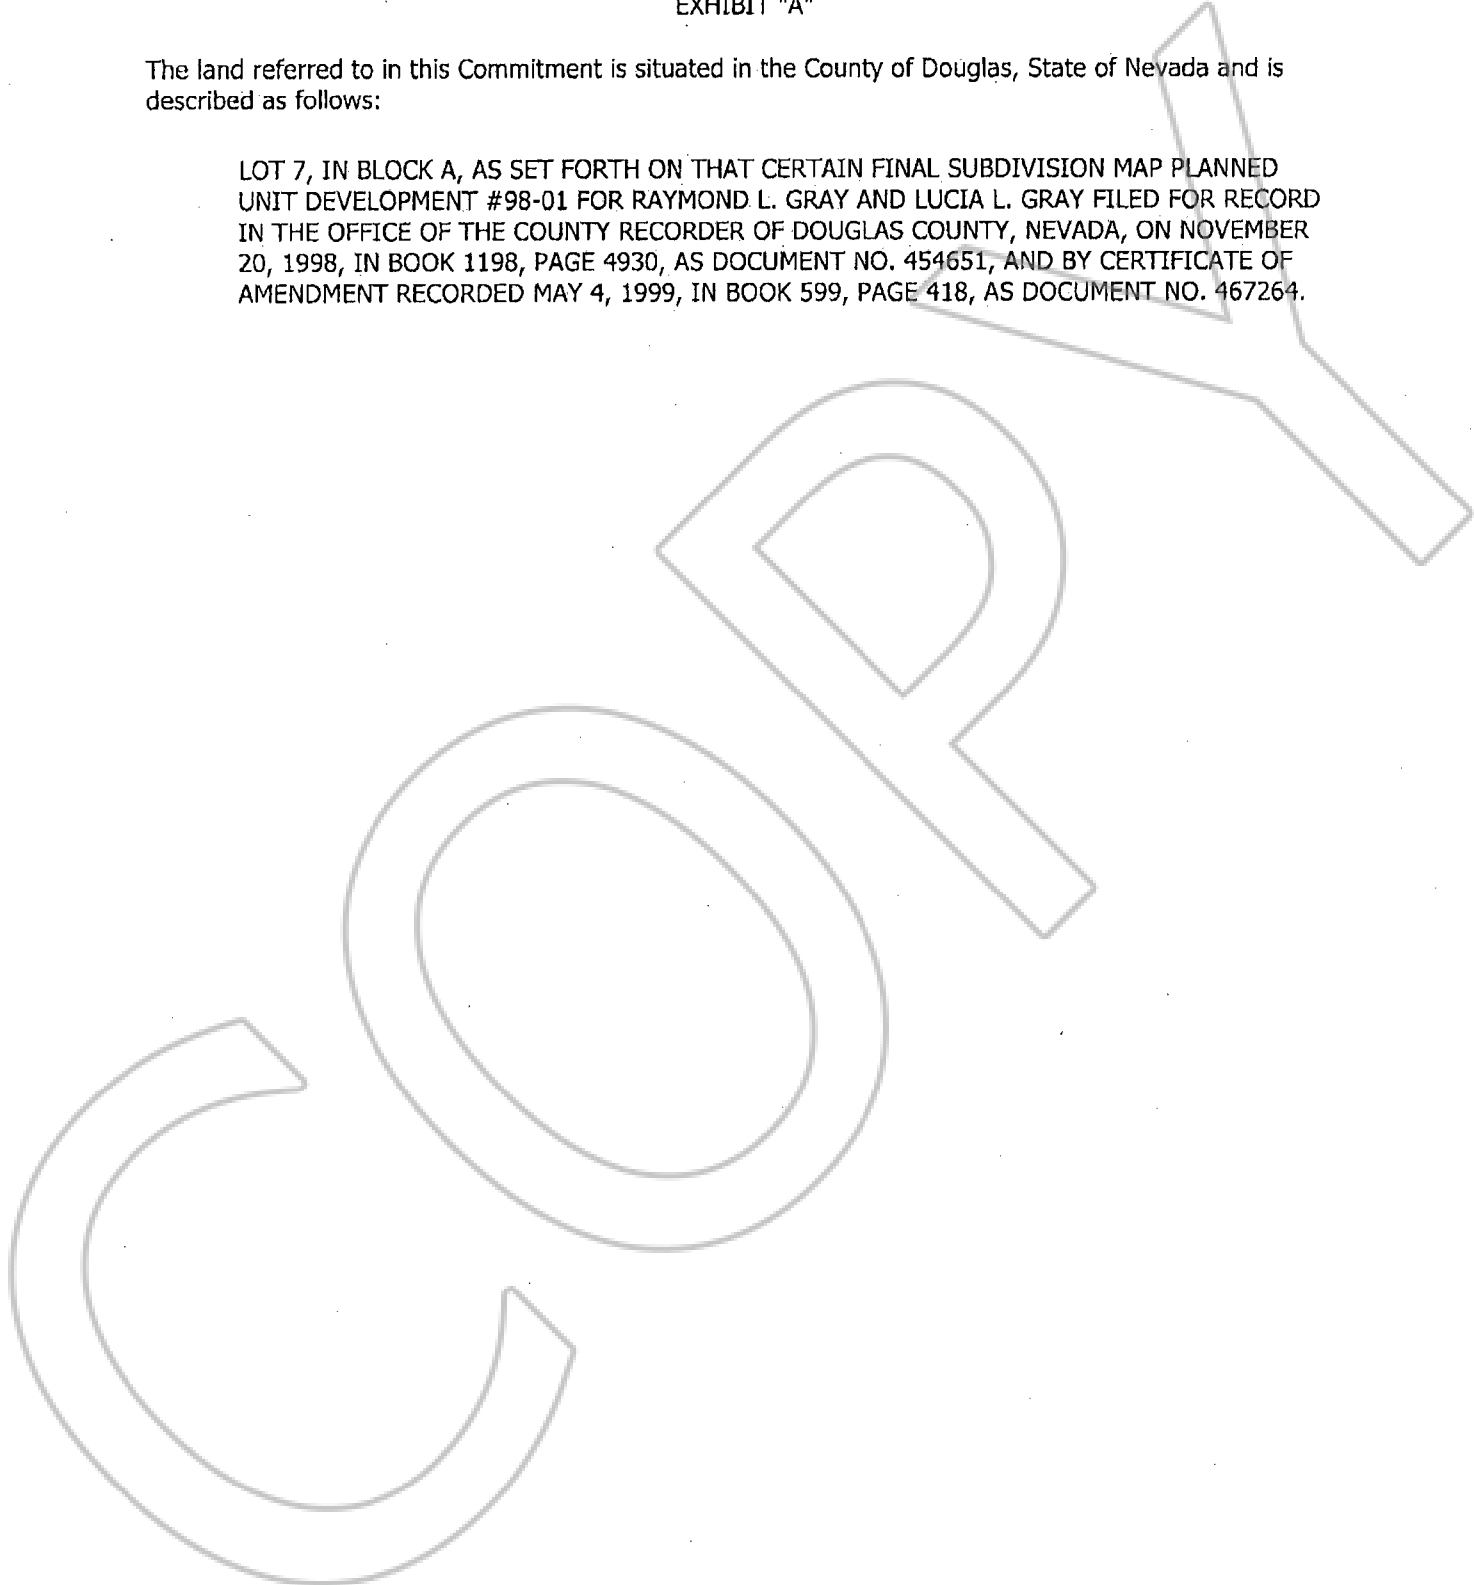 EXHIBIT "A"
The land referred to in this Commitment is situated in the County of Douglas, State of Nevada and is
described as follows:
LOT 7, IN BLOCK A, AS SET FORTH ON THAT CERTAIN FINAL SUBDIVISION MAP PLANNED
UNIT DEVELOPMENT #98-01 FOR RAYMOND L. GRAY AND LUCIA L. GRAY FILED FOR RECORD
IN THE OFFICE OF THE COUNTY RECORDER OF DOUGLAS COUNTY, NEVADA, ON NOVEMBER
20, 1998, IN BOOK 1198, PAGE 4930, AS DOCUMENT NO. 454651, AND BY CERTIFICATE OF
AMENDMENT RECORDED MAY 4, 1999, IN BOOK 599, PAGE 418, AS DOCUMENT NO. 467264.
COPY